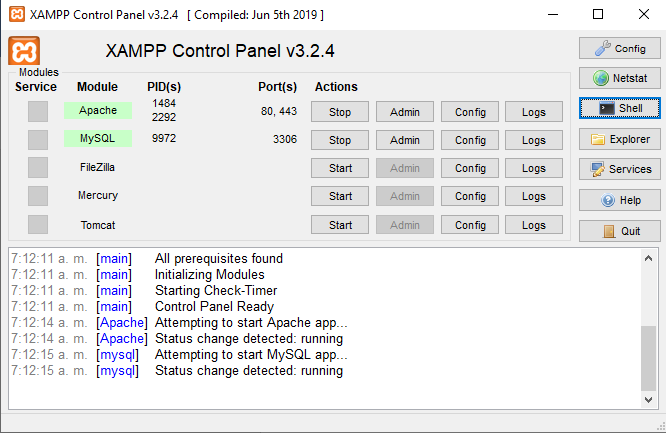 XAMPP Control Panel v3.2.4 [ Compiled: Jun 5th 2019 ]
XAMPP Control Panel v3.2.4
Config
Modules
Service Module PID(s) Port(s) Actions
Netstat
Apache 1484 2292 80, 443 Stop Admin Config Logs
Shell
MySQL 9972 3306 Stop Admin Config Logs
Explorer
FileZilla Start Admin Config Logs
Services
Mercury Start Admin Config Logs
Help
Tomcat Start Admin Config Logs
Quit
7:12:11 a. m. [main] All prerequisites found
7:12:11 a. m. [main] Initializing Modules
7:12:11 a. m. [main] Starting Check-Timer
7:12:11 a. m. [main] Control Panel Ready
7:12:14 a. m. [Apache] Attempting to start Apache app...
7:12:14 a. m. [Apache] Status change detected: running
7:12:15 a. m. [mysql] Attempting to start MySQL app...
7:12:15 a. m. [mysql] Status change detected: running